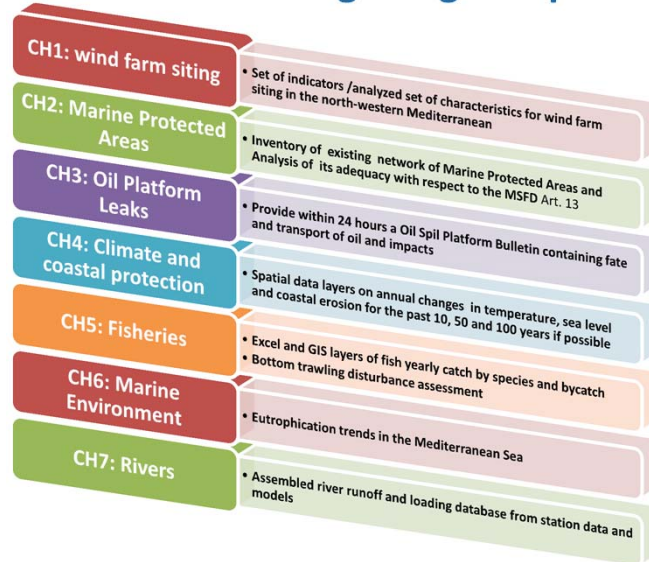 CH1: wind farm siting
• Set of indicators /analyzed set of characteristics for wind farm
siting in the north-western Mediterranean
CH2: Marine Protected
Areas
• Inventory of existing network of Marine Protected Areas and
Analysis of its adequacy with respect to the MSFD Art. 13
CH3: Oil Platform
Leaks
• Provide within 24 hours a Oil Spil Platform Bulletin containing fate
and transport of oil and impacts
CH4: Climate and
coastal protection
• Spatial data layers on annual changes in temperature, sea level
and coastal erosion for the past 10, 50 and 100 years if possible
CH5: Fisheries
• Excel and GIS layers of fish yearly catch by species and bycatch
• Bottom trawling disturbance assessment
CH6: Marine
Environment
• Eutrophication trends in the Mediterranean Sea
CH7: Rivers
• Assembled river runoff and loading database from station data and
models